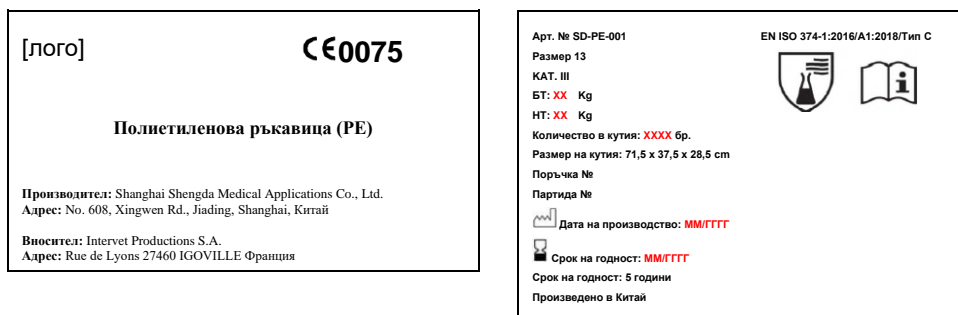 [лого]
CE0075
Полиетиленова ръкавица (PE)
Производител: Shanghai Shengda Medical Applications Co., Ltd.
Адрес: No. 608, Xingwen Rd., Jiading, Shanghai, Китай
Вносител: Intervet Productions S.A.
Адрес: Rue de Lyons 27460 IGOVILLE Франция
Арт. № SD-PE-001
EN ISO 374-1:2016/A1:2018/Тип C
Размер 13
КАТ. III
БТ: XX Kg
НТ: XX Kg
Количество в кутия: XXXX бр.
Размер на кутия: 71,5 x 37,5 x 28,5 cm
Поръчка №
Партида №
Дата на производство: ММ/ГГГГ
Срок на годност: ММ/ГГГГ
Срок на годност: 5 години
Произведено в Китай